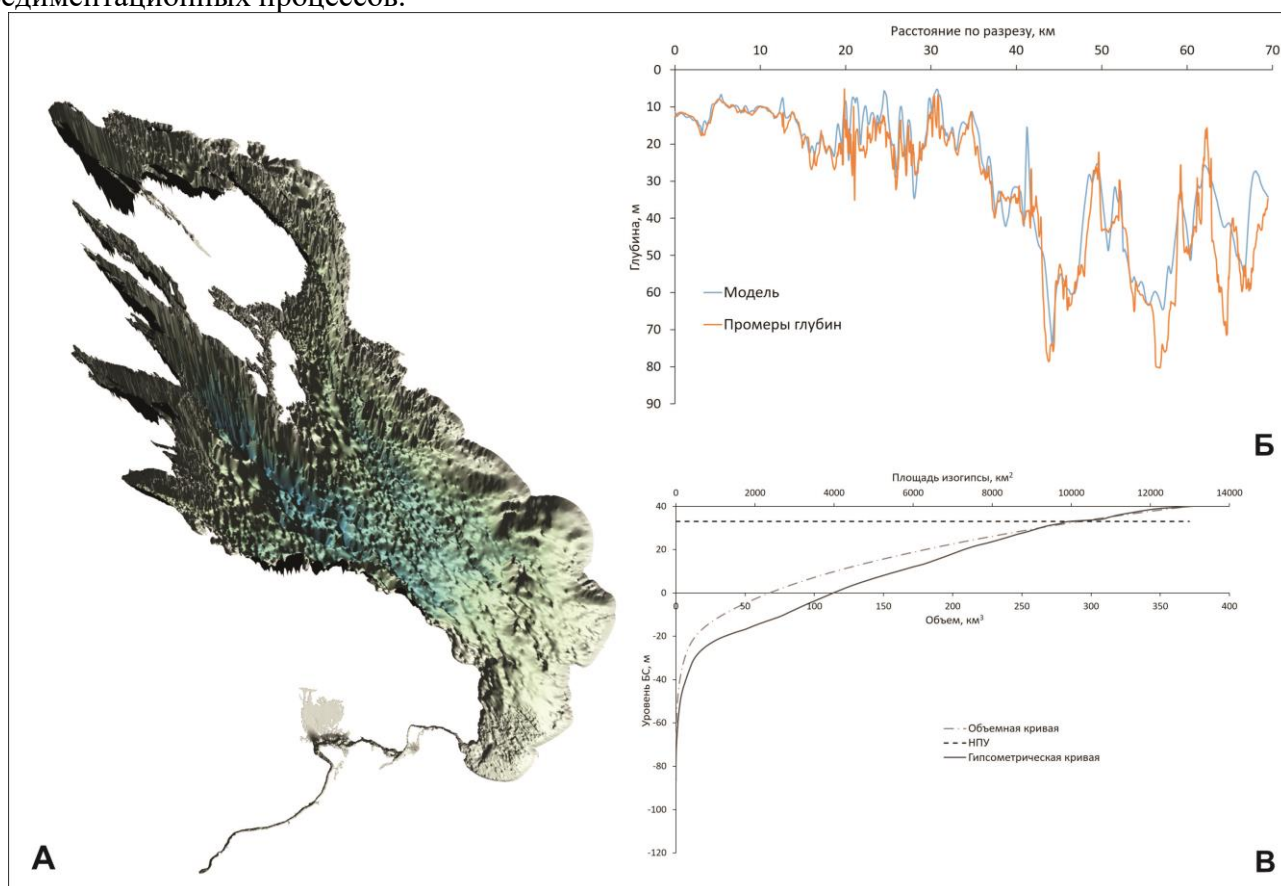 седиментационных процессов.
Расстояние по разрезу, км
0 10 20 30 40 50 60 70
0
10
20
30
40
50
60
70
80
90
Глубина, м
Модель
Промеры глубин
Б
Площадь изогипсы, км²
0 2000 4000 6000 8000 10000 12000 14000
40
20
0
-20
-40
-60
-80
-100
-120
Уровень БС, м
0 50 100 150 200 250 300 350 400
Объем, км³
Объемная кривая
НПУ
Гипсометрическая кривая
А
В